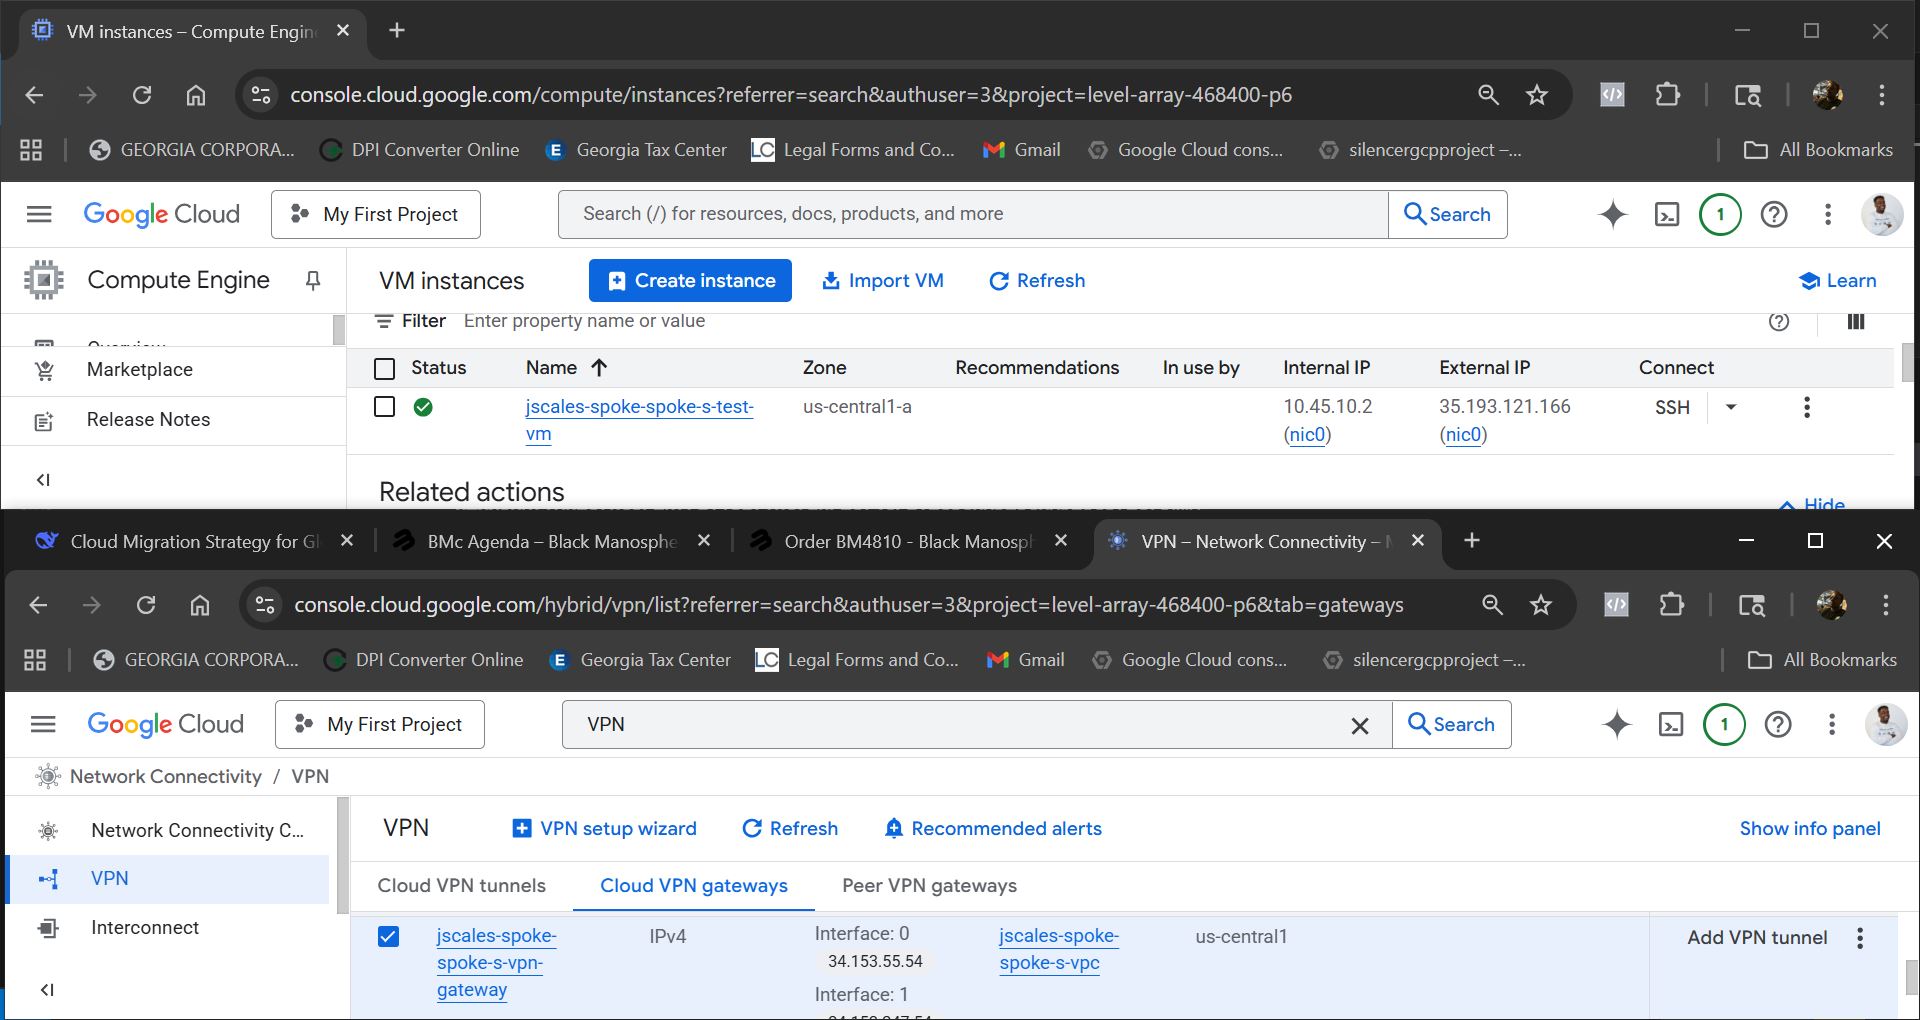 VM instances – Compute Engin
console.cloud.google.com/compute/instances?referrer=search&authuser=3&project=level-array-468400-p6
GEORGIA CORPORA... DPI Converter Online Georgia Tax Center LC Legal Forms and Co... Gmail Google Cloud cons... silencergcpproject –... All Bookmarks
Google Cloud My First Project Search (/) for resources, docs, products, and more Search 1
Compute Engine VM instances Create instance Import VM Refresh Learn
Filter Enter property name or value
Overview
Marketplace
Release Notes
Status Name Zone Recommendations In use by Internal IP External IP Connect
jscales-spoke-spoke-s-test- us-central1-a 10.45.10.2 35.193.121.166 SSH
vm (nic0) (nic0)
Related actions
Hide
Cloud Migration Strategy for Gl BMc Agenda – Black Manosphe Order BM4810 - Black Manosph VPN – Network Connectivity –
console.cloud.google.com/hybrid/vpn/list?referrer=search&authuser=3&project=level-array-468400-p6&tab=gateways
GEORGIA CORPORA... DPI Converter Online E Georgia Tax Center LC Legal Forms and Co... Gmail Google Cloud cons... silencergcpproject –... All Bookmarks
Google Cloud My First Project VPN Search 1
Network Connectivity / VPN
Network Connectivity C...
VPN
Interconnect
VPN VPN setup wizard Refresh Recommended alerts Show info panel
Cloud VPN tunnels Cloud VPN gateways Peer VPN gateways
jscales-spoke- IPv4 Interface: 0 jscales-spoke- us-central1 Add VPN tunnel
spoke-s-vpn- 34.153.55.54 spoke-s-vpc
gateway Interface: 1